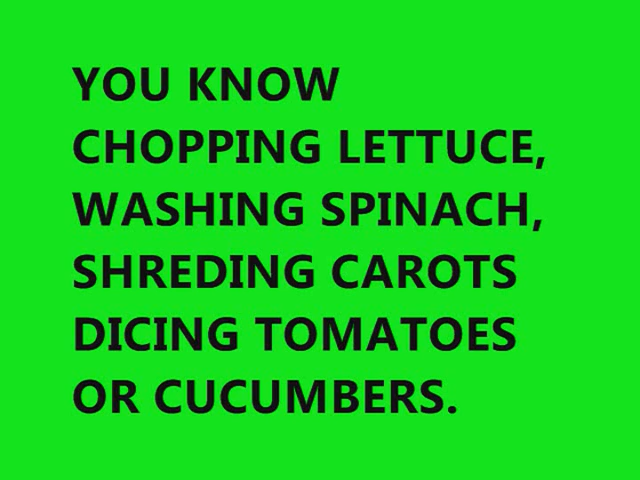 YOU KNOW
CHOPPING LETTUCE,
WASHING SPINACH,
SHREDING CAROTS
DICING TOMATOES
OR CUCUMBERS.